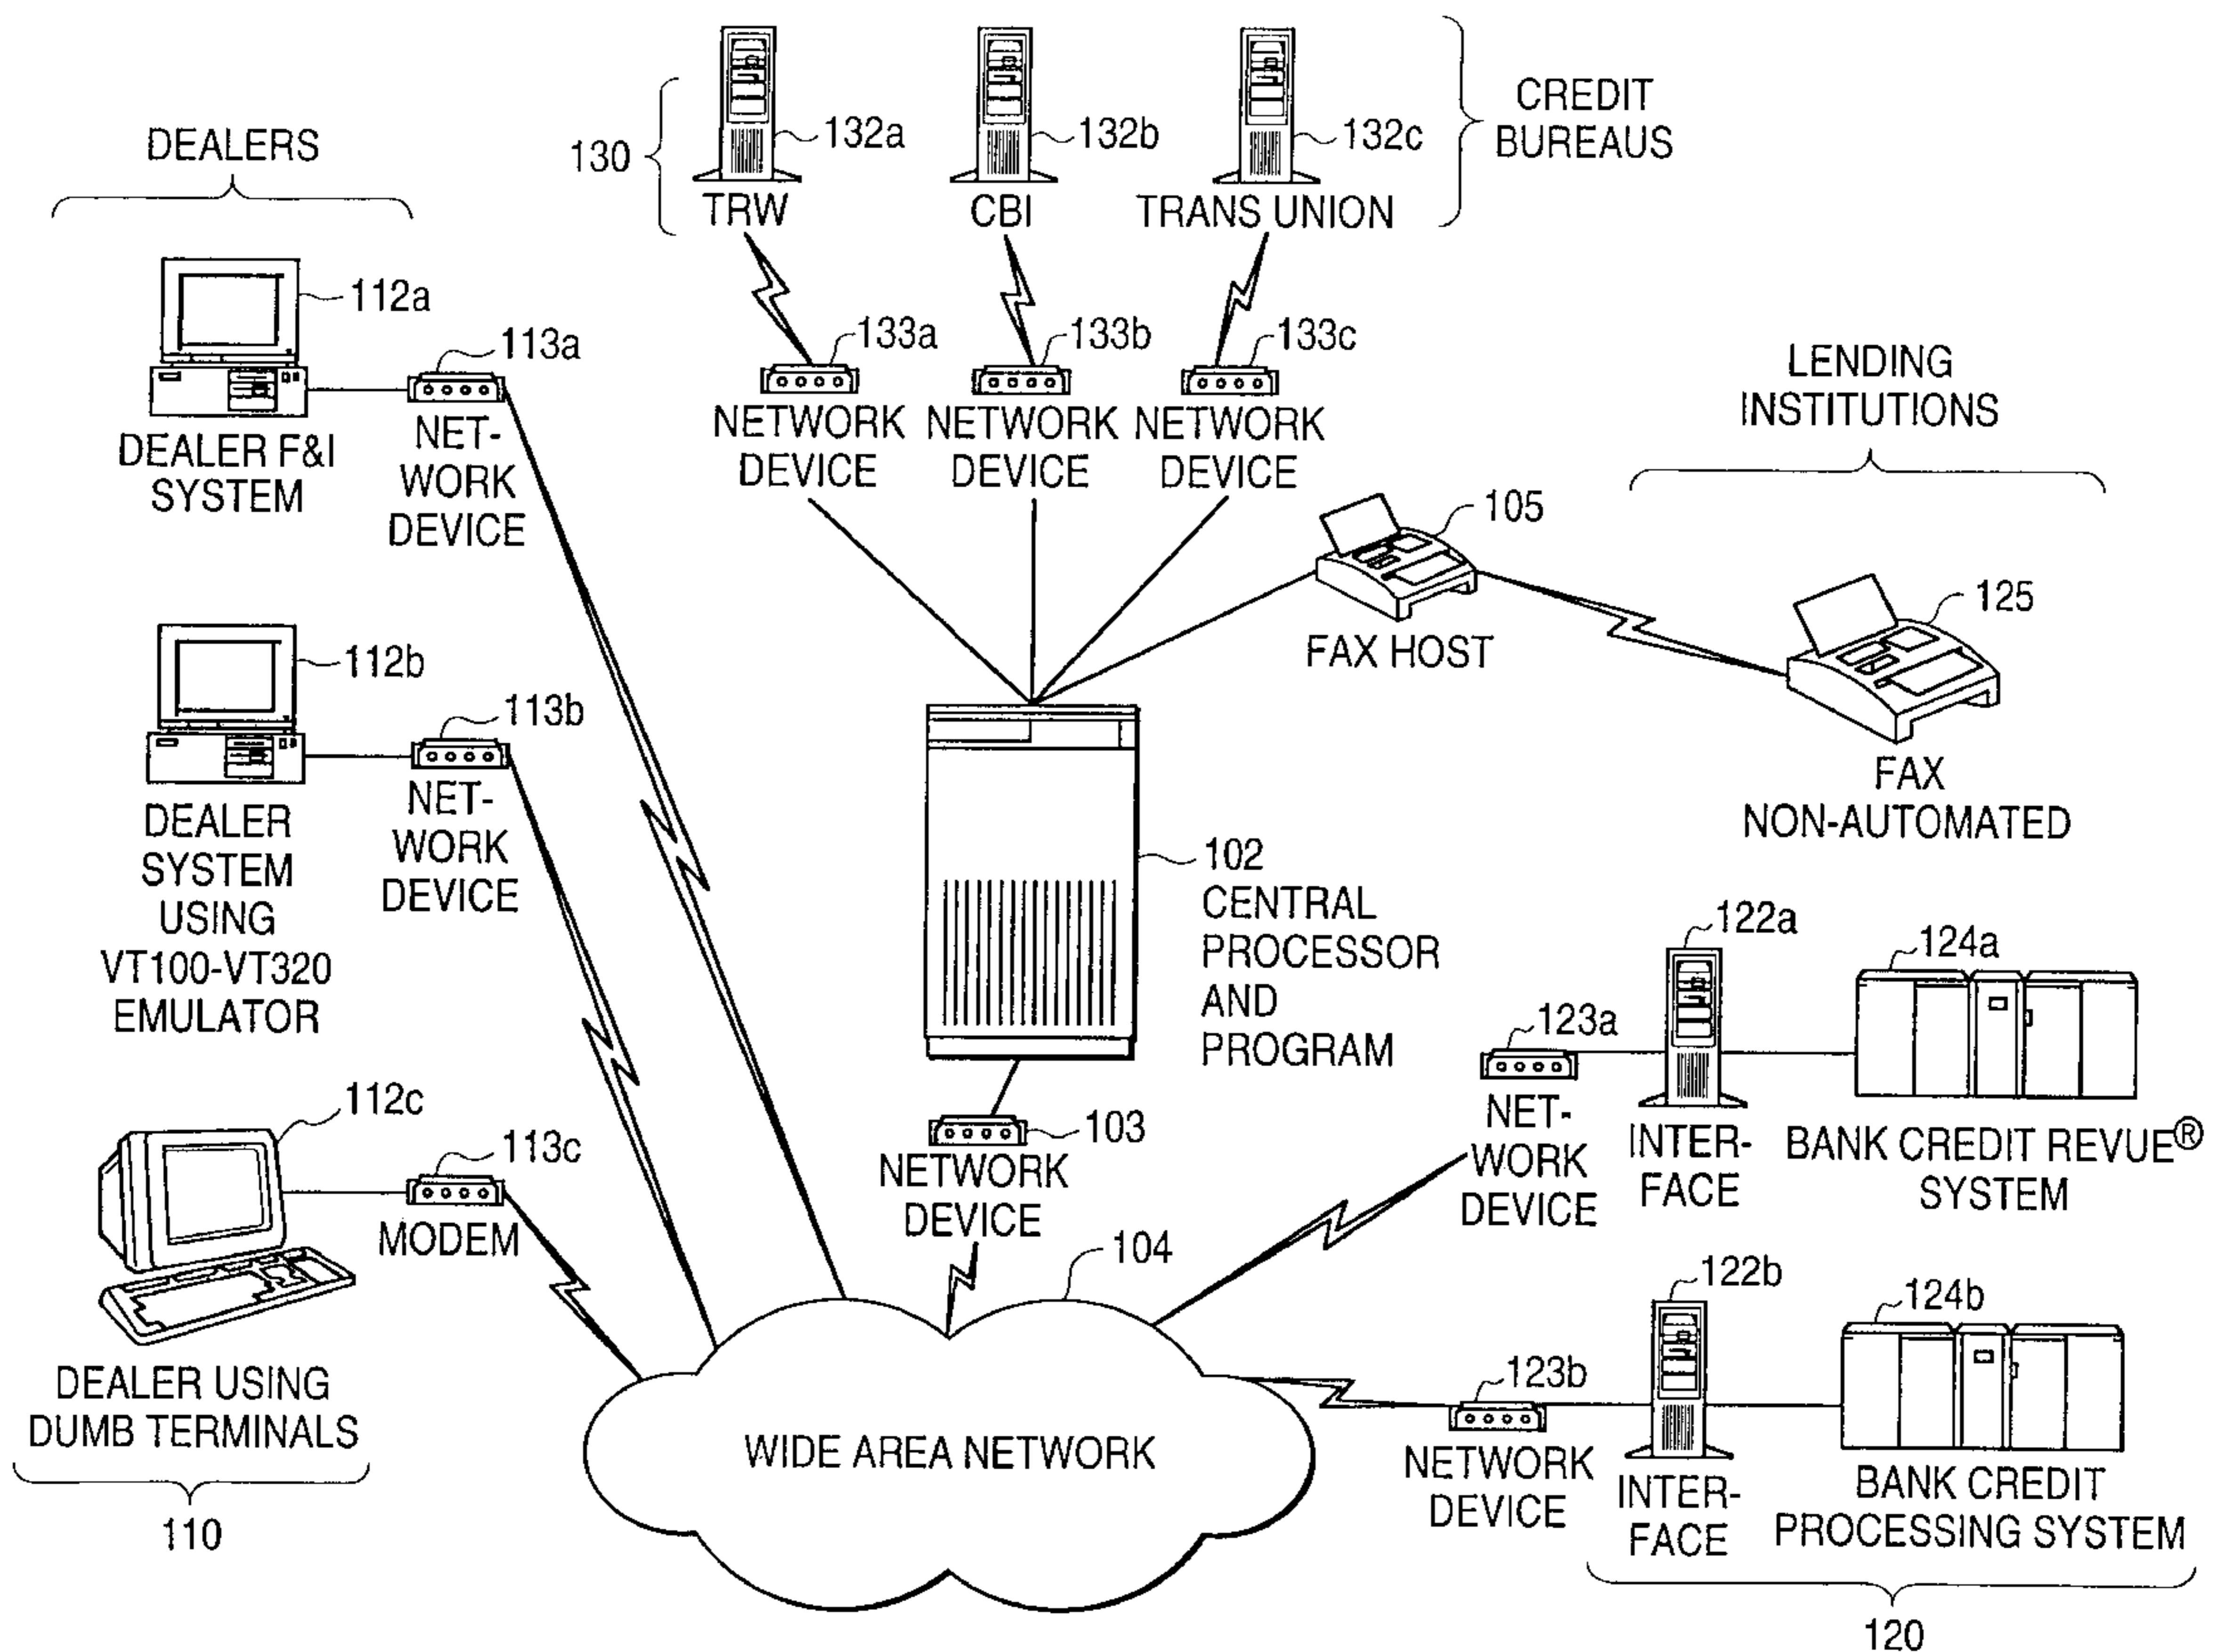 DEALERS
112a
113a
DEALER F&I
SYSTEM
NET-
WORK
DEVICE
112b
113b
DEALER
SYSTEM
USING
VT100-VT320
EMULATOR
NET-
WORK
DEVICE
112c
113c
MODEM
DEALER USING
DUMB TERMINALS
110
130
132a
TRW
132b
CBI
132c
TRANS UNION
CREDIT
BUREAUS
133a
NETWORK
DEVICE
133b
NETWORK
DEVICE
133c
NETWORK
DEVICE
105
FAX HOST
LENDING
INSTITUTIONS
125
FAX
NON-AUTOMATED
102
CENTRAL
PROCESSOR
AND
PROGRAM
103
NETWORK
DEVICE
104
WIDE AREA NETWORK
123a
NET-
WORK
DEVICE
122a
INTER-
FACE
124a
BANK CREDIT REVUE®
SYSTEM
123b
NETWORK
DEVICE
122b
INTER-
FACE
124b
BANK CREDIT
PROCESSING SYSTEM
120